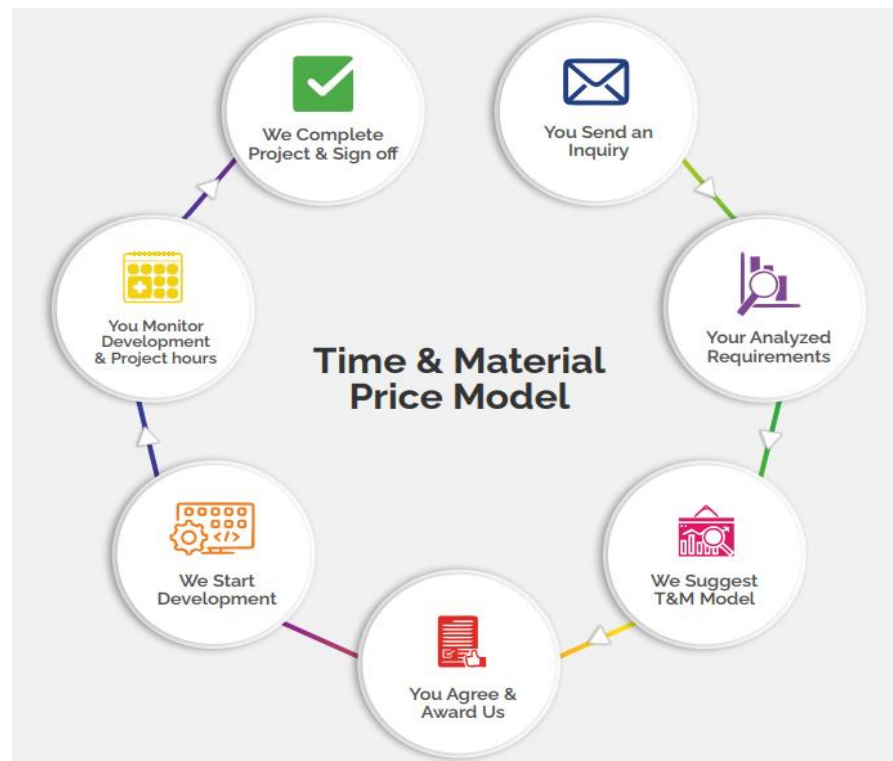 Time & Material
Price Model
You Send an
Inquiry
Your Analyzed
Requirements
We Suggest
T&M Model
You Agree &
Award Us
We Start
Development
You Monitor
Development
& Project hours
We Complete
Project & Sign off